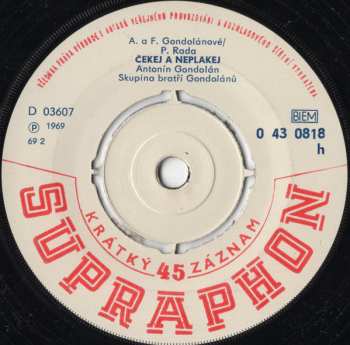 VŠECHNA PRÁVA VÝROBCE I AUTORA VEŘEJNÉHO PROVOZOVÁNÍ A ROZHLASOVÉHO VYSÍLÁNÍ VYHRAZENA
A. a F. Gondolánové/
P. Rada
ČEKEJ A NEPLAKEJ
Antonín Gondolán
Skupina bratří Gondolánů
D 03607
Ⓟ 1969
69 2
BIEM
0 43 0818
h
KRÁTKÝ 45 ZÁZNAM
SUPRAPHON